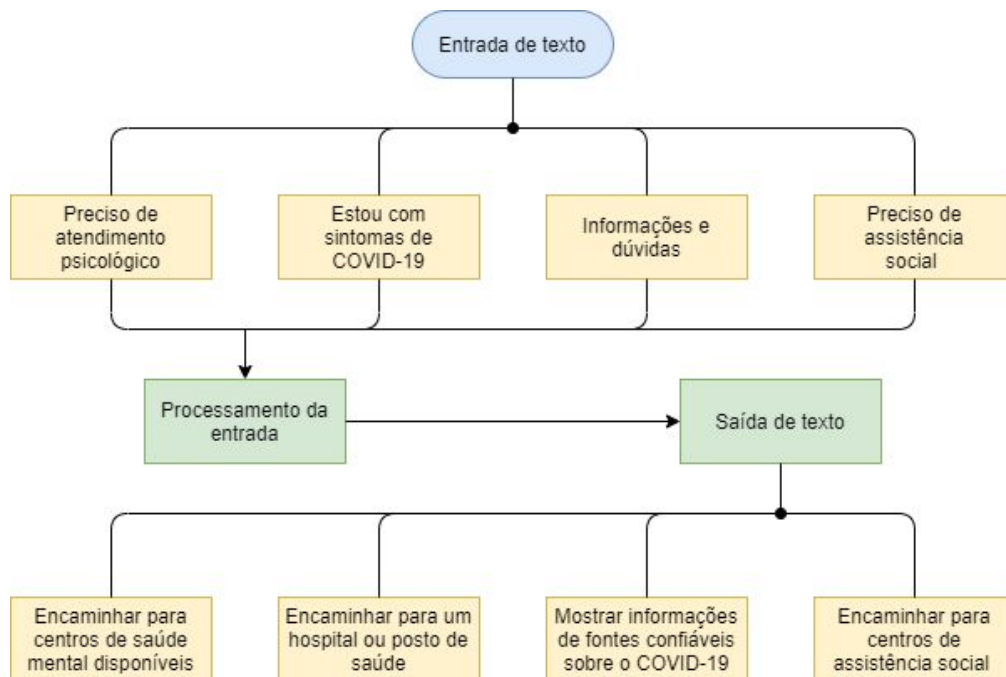 Entrada de texto
Preciso de
atendimento
psicológico
Estou com
sintomas de
COVID-19
Informações e
dúvidas
Preciso de
assistência
social
Processamento da
entrada
Saída de texto
Encaminhar para
centros de saúde
mental disponíveis
Encaminhar para um
hospital ou posto de
saúde
Mostrar informações
de fontes confiáveis
sobre o COVID-19
Encaminhar para
centros de
assistência social